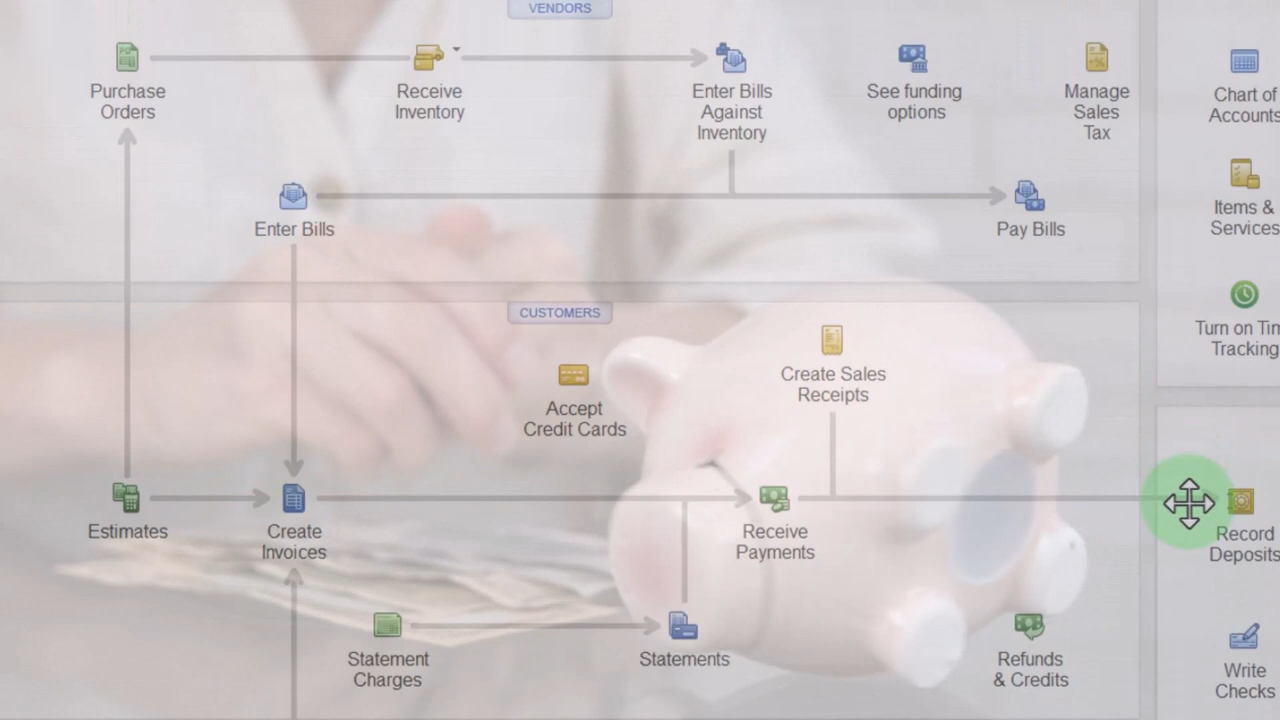 VENDORS
Purchase
Orders
Receive
Inventory
Enter Bills
Against
Inventory
See funding
options
Manage
Sales
Tax
Chart of
Accounts
Enter Bills
Pay Bills
Items &
Services
CUSTOMERS
Accept
Credit Cards
Create Sales
Receipts
Turn on Tim
Tracking
Estimates
Create
Invoices
Receive
Payments
Record
Deposits
Statement
Charges
Statements
Refunds
& Credits
Write
Checks